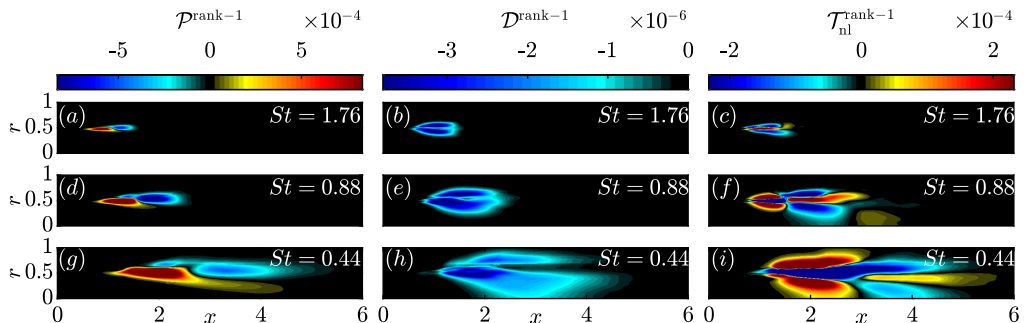 𝒫^rank−1 ×10^−4 𝒟^rank−1 ×10^−6 𝒯_nl^rank−1 ×10^−4
-5 0 5 -3 -2 -1 0 -2 0 2
r 1 0.5 0 (a) St = 1.76 (b) St = 1.76 (c) St = 1.76
r 1 0.5 0 (d) St = 0.88 (e) St = 0.88 (f) St = 0.88
r 1 0.5 0 (g) St = 0.44 (h) St = 0.44 (i) St = 0.44
0 2 x 4 6 2 x 4 6 2 x 4 6